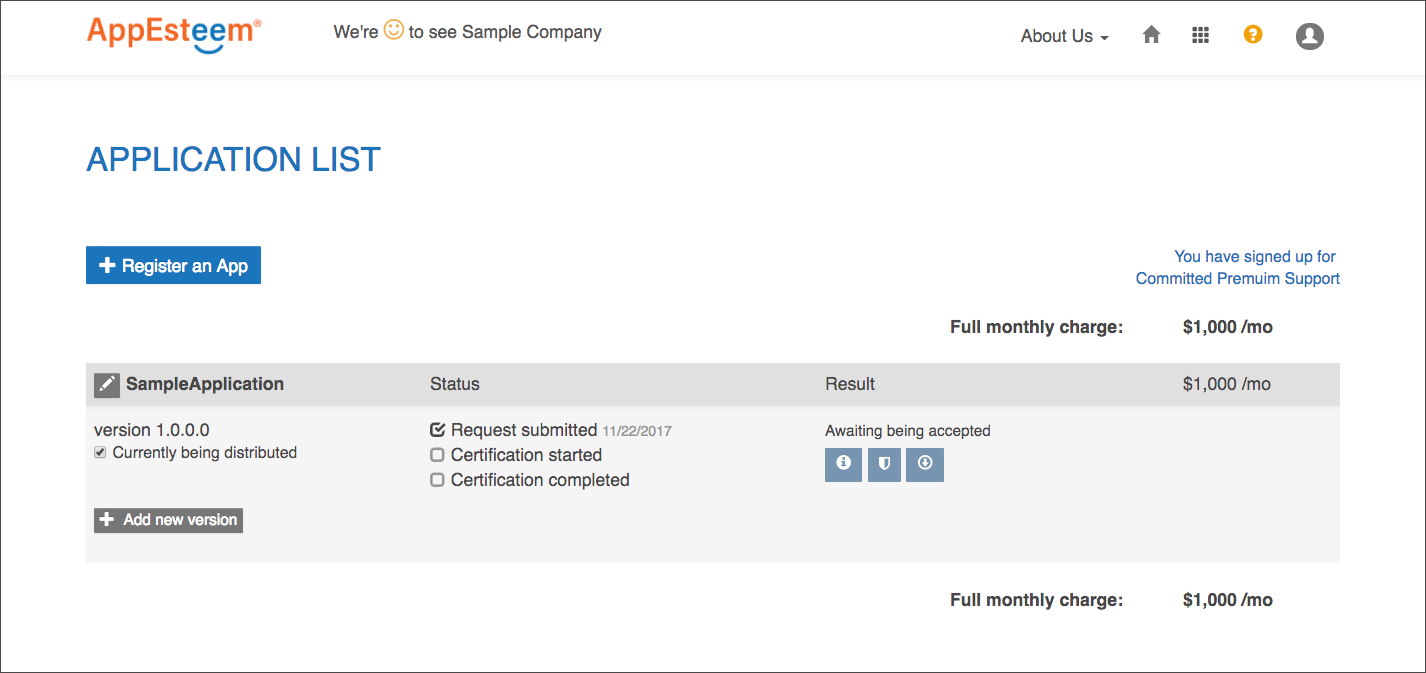 AppEsteem®
We're to see Sample Company
About Us
?
APPLICATION LIST
Register an App
You have signed up for
Committed Premuim Support
Full monthly charge: $1,000 /mo
SampleApplication Status Result $1,000 /mo
version 1.0.0.0
Currently being distributed
Request submitted 11/22/2017
Certification started
Certification completed
Awaiting being accepted
Add new version
Full monthly charge: $1,000 /mo